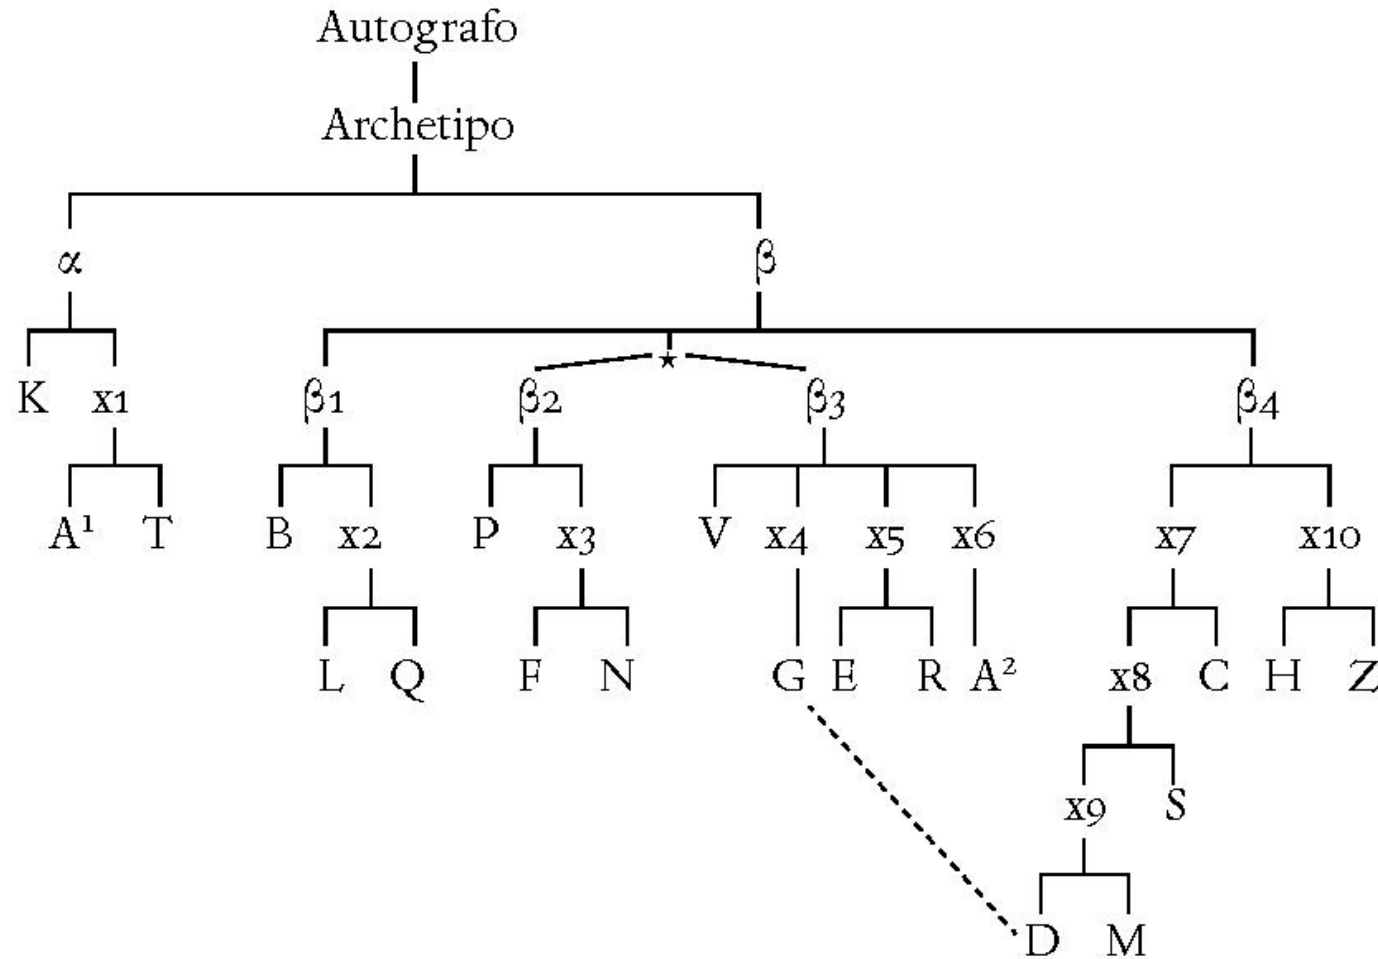 Autografo
Archetipo
α β
★
K x1 β1 β2 β3 β4
A¹ T B x2 P x3 V x4 x5 x6 x7 x10
L Q F N G E R A² x8 C H Z
x9 S
D M